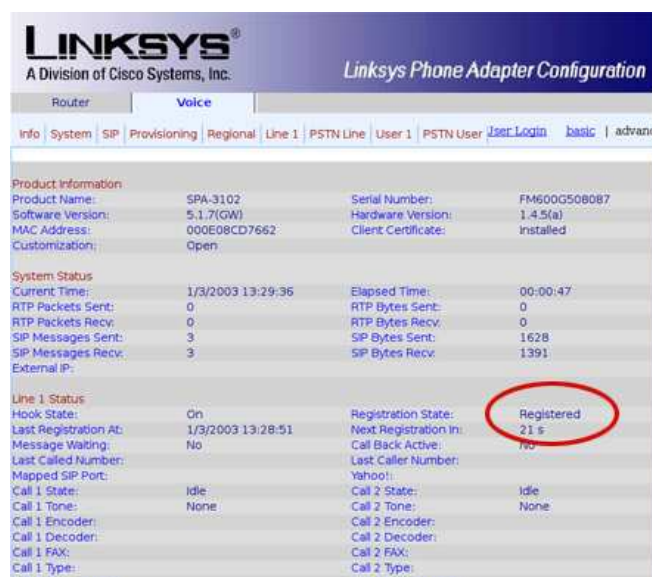 LINKSYS®
A Division of Cisco Systems, Inc.
Linksys Phone Adapter Configuration
Router Voice
Info System SIP Provisioning Regional Line 1 PSTN Line User 1 PSTN User User Login basic | advanc
Product Information
Product Name: SPA-3102 Serial Number: FM600G508087
Software Version: 5.1.7(GW) Hardware Version: 1.4.5(a)
MAC Address: 000E08CD7662 Client Certificate: Installed
Customization: Open
System Status
Current Time: 1/3/2003 13:29:36 Elapsed Time: 00:00:47
RTP Packets Sent: 0 RTP Bytes Sent: 0
RTP Packets Recv: 0 RTP Bytes Recv: 0
SIP Messages Sent: 3 SIP Bytes Sent: 1628
SIP Messages Recv: 3 SIP Bytes Recv: 1391
External IP:
Line 1 Status
Hook State: On Registration State: Registered
Last Registration At: 1/3/2003 13:28:51 Next Registration In: 21 s
Message Waiting: No Call Back Active: No
Last Called Number: Last Caller Number:
Mapped SIP Port: Yahoo!:
Call 1 State: Idle Call 2 State: Idle
Call 1 Tone: None Call 2 Tone: None
Call 1 Encoder: Call 2 Encoder:
Call 1 Decoder: Call 2 Decoder:
Call 1 FAX: Call 2 FAX:
Call 1 Type: Call 2 Type: